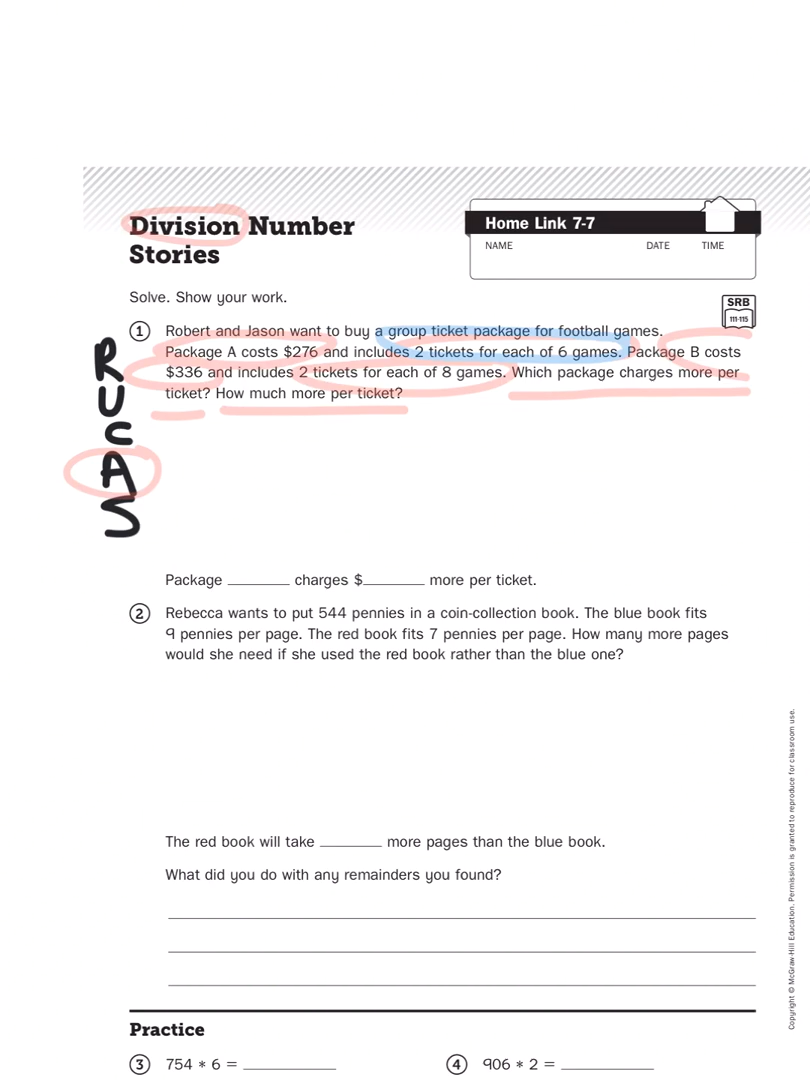 Division Number
Stories
Home Link 7-7
NAME DATE TIME
Solve. Show your work.
SRB
111-115
1 Robert and Jason want to buy a group ticket package for football games.
Package A costs $276 and includes 2 tickets for each of 6 games. Package B costs
$336 and includes 2 tickets for each of 8 games. Which package charges more per
ticket? How much more per ticket?
R
U
C
A
S
Package ______ charges $______ more per ticket.
2 Rebecca wants to put 544 pennies in a coin-collection book. The blue book fits
9 pennies per page. The red book fits 7 pennies per page. How many more pages
would she need if she used the red book rather than the blue one?
The red book will take ______ more pages than the blue book.
What did you do with any remainders you found?
Practice
3 754 * 6 = ______ 4 906 * 2 = ______
Copyright © McGraw-Hill Education. Permission is granted to reproduce for classroom use.